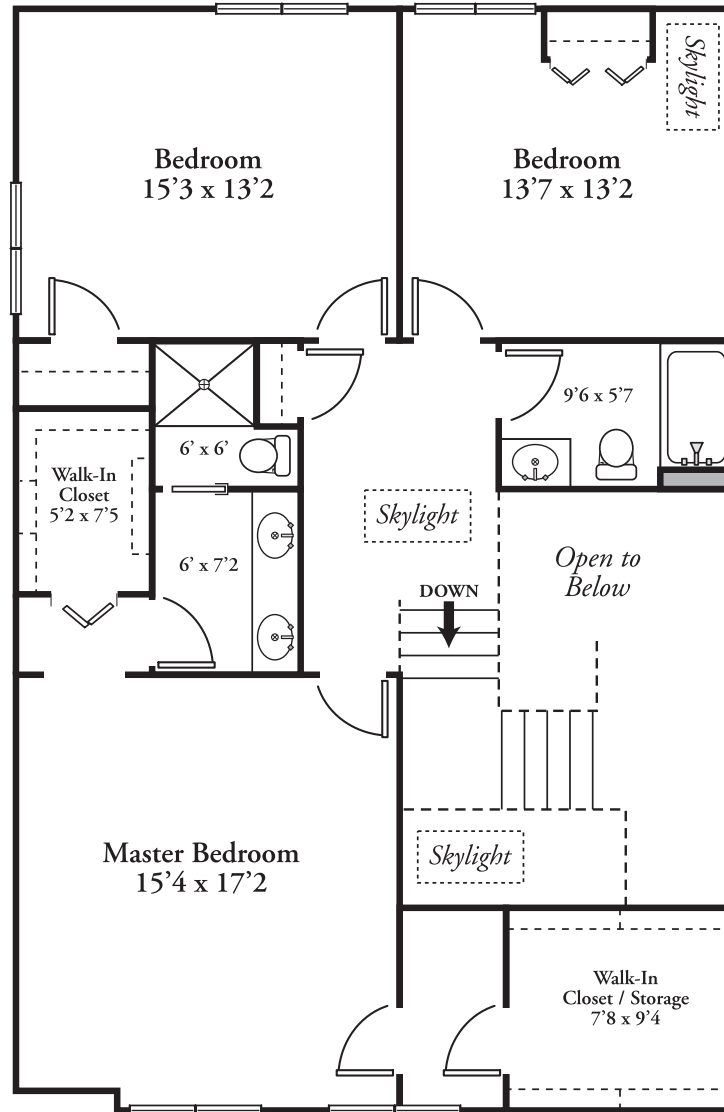 Skylight
Bedroom
15’3 x 13’2
Bedroom
13’7 x 13’2
9’6 x 5’7
6’ x 6’
Walk-In
Closet
5’2 x 7’5
Skylight
6’ x 7’2
Open to
Below
DOWN
Master Bedroom
15’4 x 17’2
Skylight
Walk-In
Closet / Storage
7’8 x 9’4